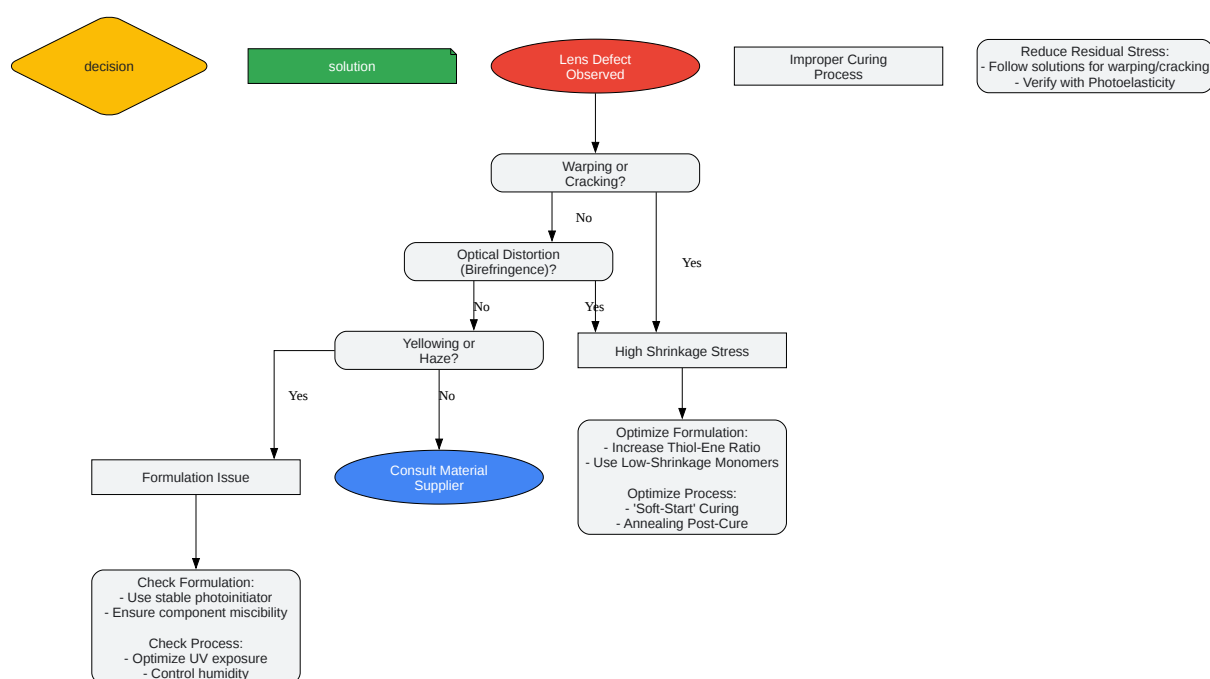 decision
solution
Lens Defect
Observed
Improper Curing
Process
Reduce Residual Stress:
- Follow solutions for warping/cracking
- Verify with Photoelasticity
Warping or
Cracking?
No
Yes
Optical Distortion
(Birefringence)?
No
Yes
Yellowing or
Haze?
High Shrinkage Stress
Yes
No
Optimize Formulation:
- Increase Thiol-Ene Ratio
- Use Low-Shrinkage Monomers
Optimize Process:
- 'Soft-Start' Curing
- Annealing Post-Cure
Formulation Issue
Consult Material
Supplier
Check Formulation:
- Use stable photoinitiator
- Ensure component miscibility
Check Process:
- Optimize UV exposure
- Control humidity